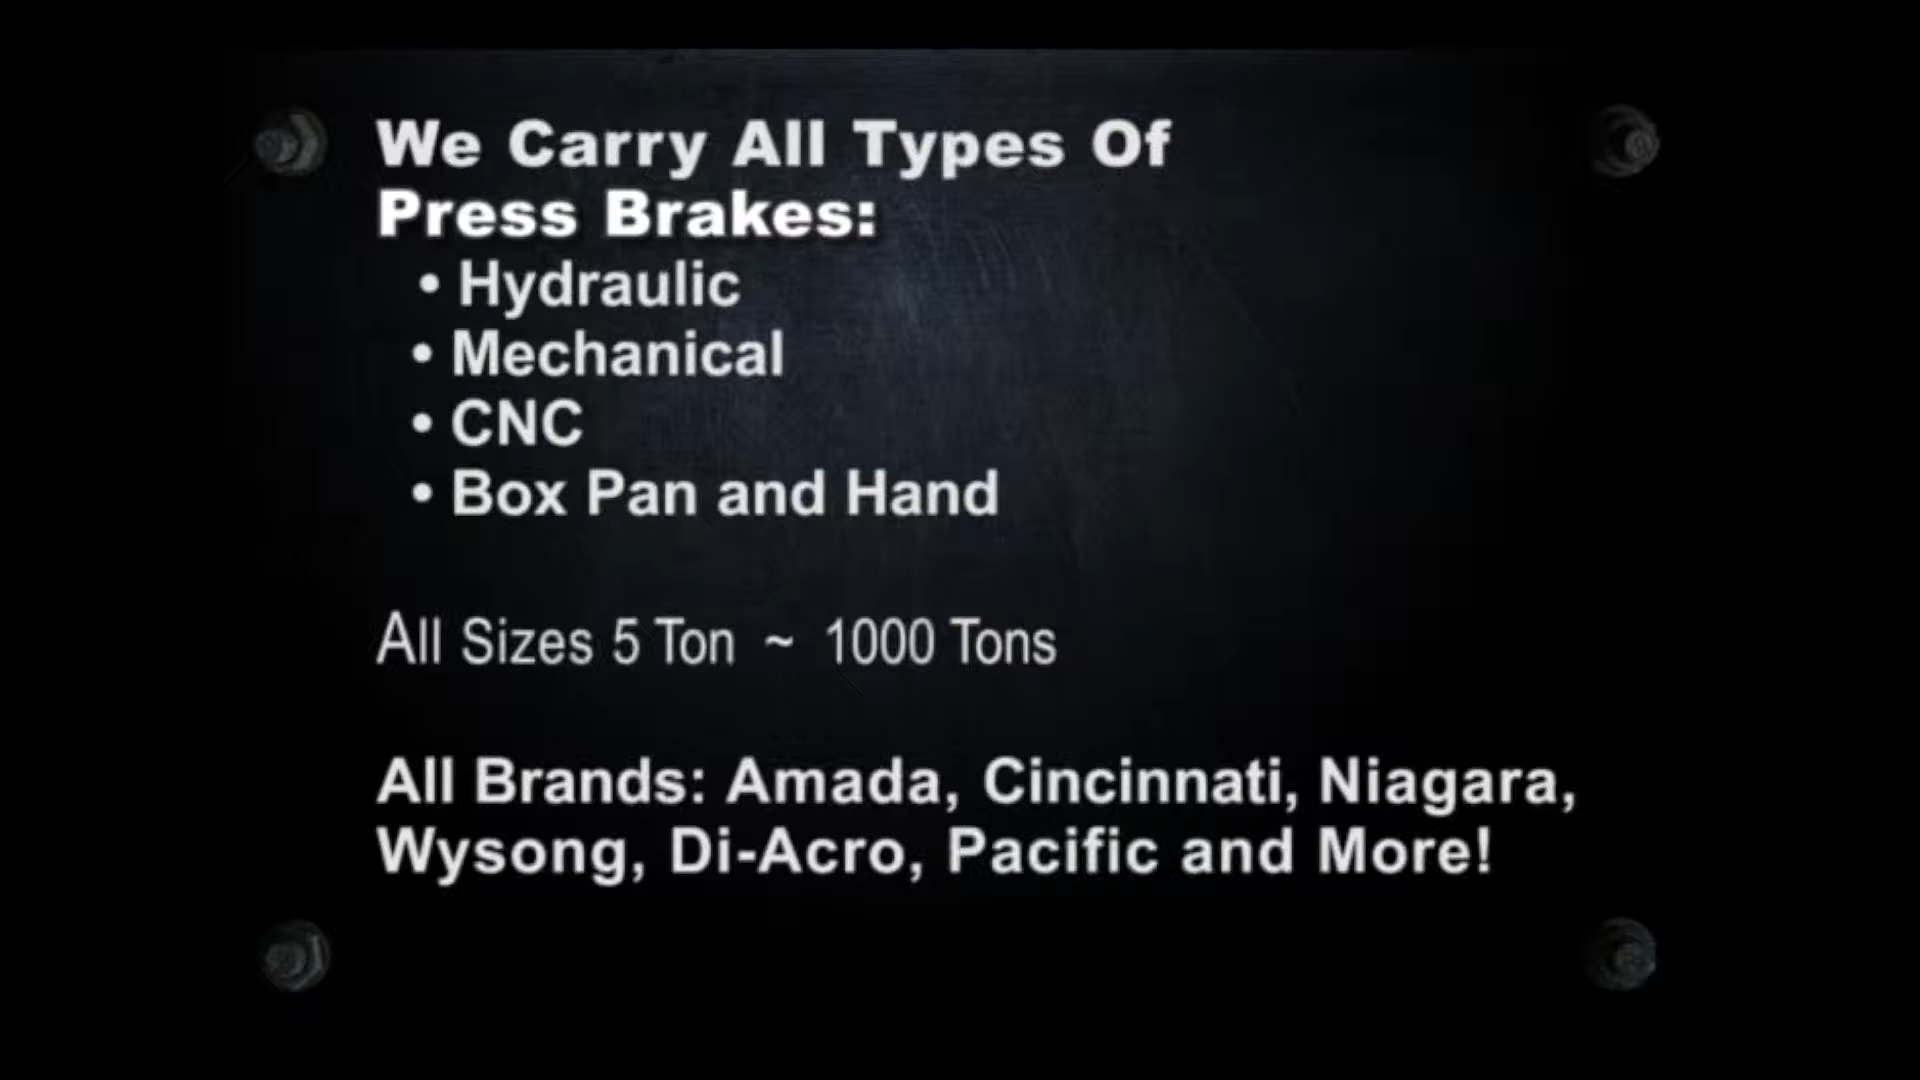 We Carry All Types Of
Press Brakes:
• Hydraulic
• Mechanical
• CNC
• Box Pan and Hand
All Sizes 5 Ton ~ 1000 Tons
All Brands: Amada, Cincinnati, Niagara,
Wysong, Di-Acro, Pacific and More!